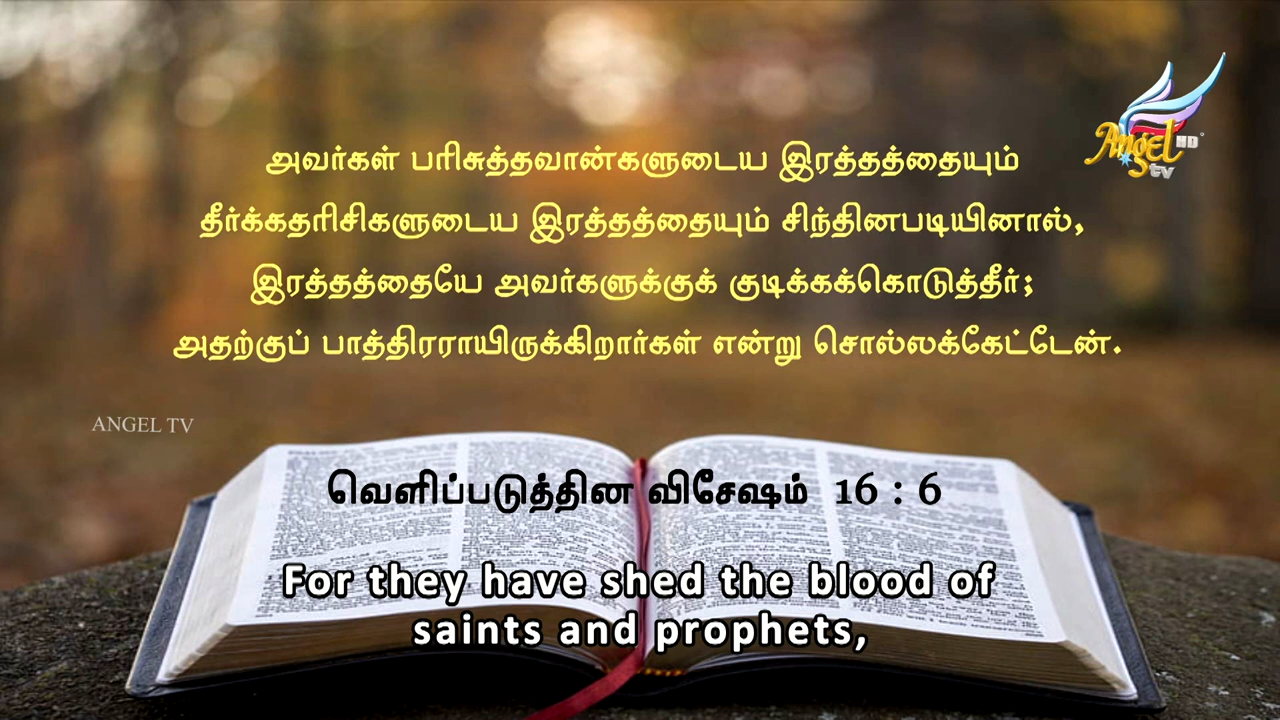 அவர்கள் பரிசுத்தவான்களுடைய இரத்தத்தையும்
தீர்க்கதரிசிகளுடைய இரத்தத்தையும் சிந்தினபடியினால்,
இரத்தத்தையே அவர்களுக்குக் குடிக்கக்கொடுத்தீர்;
அதற்குப் பாத்திரராயிருக்கிறார்கள் என்று சொல்லக்கேட்டேன்.
Angel HD
tv
ANGEL TV
வெளிப்படுத்தின விசேஷம் 16 : 6
For they have shed the blood of
saints and prophets,